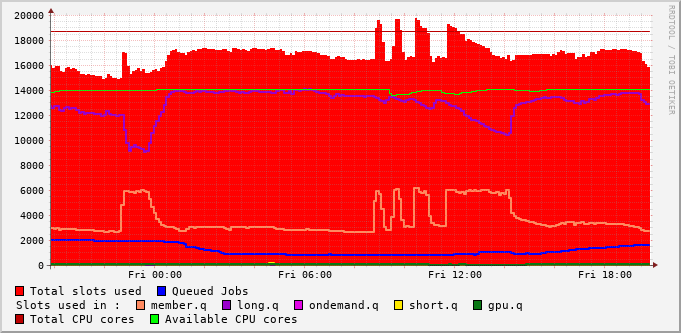 20000
18000
16000
14000
12000
10000
8000
6000
4000
2000
0
Fri 00:00 Fri 06:00 Fri 12:00 Fri 18:00
RRDTOOL / TOBI OETIKER
Total slots used Queued Jobs
Slots used in : member.q long.q ondemand.q short.q gpu.q
Total CPU cores Available CPU cores